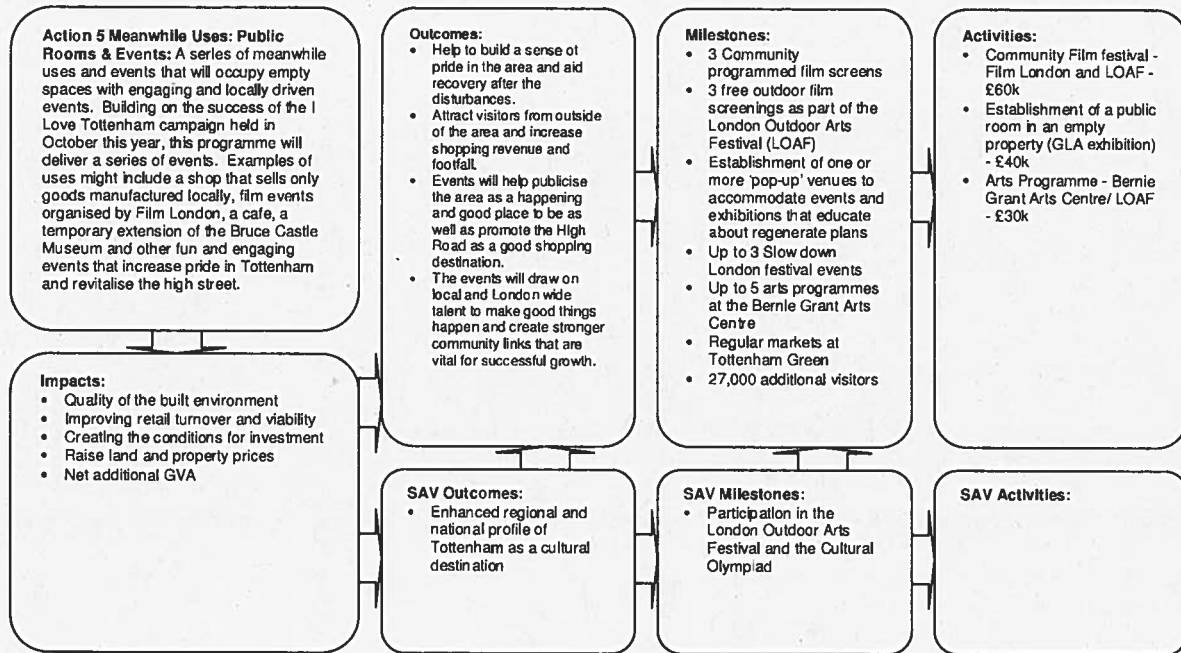 Action 5 Meanwhile Uses: Public
Rooms & Events: A series of meanwhile
uses and events that will occupy empty
spaces with engaging and locally driven
events. Building on the success of the I
Love Tottenham campaign held in
October this year, this programme will
deliver a series of events. Examples of
uses might include a shop that sells only
goods manufactured locally, film events
organised by Film London, a cafe, a
temporary extension of the Bruce Castle
Museum and other fun and engaging
events that increase pride in Tottenham
and revitalise the high street.
Impacts:
• Quality of the built environment
• Improving retail turnover and viability
• Creating the conditions for investment
• Raise land and property prices
• Net additional GVA
Outcomes:
• Help to build a sense of
pride in the area and aid
recovery after the
disturbances.
• Attract visitors from outside
of the area and increase
shopping revenue and
footfall.
• Events will help publicise
the area as a happening
and good place to be as
well as promote the High
Road as a good shopping
destination.
• The events will draw on
local and London wide
talent to make good things
happen and create stronger
community links that are
vital for successful growth.
Milestones:
• 3 Community
programmed film screens
• 3 free outdoor film
screenings as part of the
London Outdoor Arts
Festival (LOAF)
• Establishment of one or
more 'pop-up' venues to
accommodate events and
exhibitions that educate
about regenerate plans
• Up to 3 Slow down
London festival events
• Up to 5 arts programmes
at the Bernie Grant Arts
Centre
• Regular markets at
Tottenham Green
• 27,000 additional visitors
Activities:
• Community Film festival -
Film London and LOAF -
£60k
• Establishment of a public
room in an empty
property (GLA exhibition)
- £40k
• Arts Programme - Bernie
Grant Arts Centre/ LOAF
- £30k
SAV Outcomes:
• Enhanced regional and
national profile of
Tottenham as a cultural
destination
SAV Milestones:
• Participation in the
London Outdoor Arts
Festival and the Cultural
Olympiad
SAV Activities: